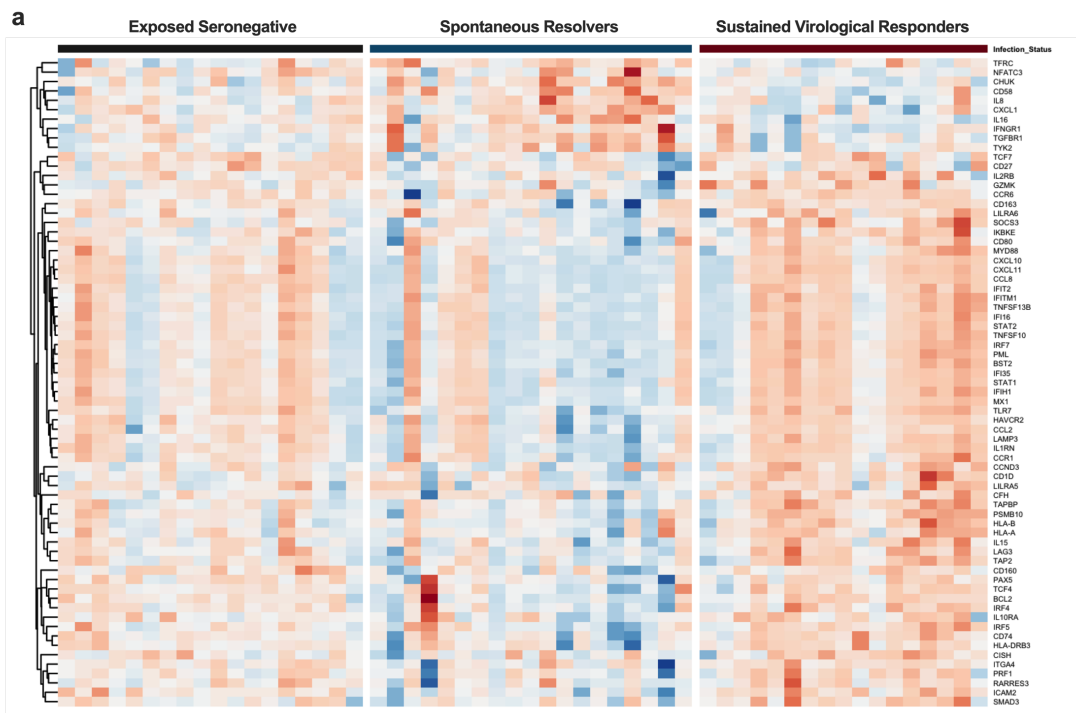 a
Exposed Seronegative
Spontaneous Resolvers
Sustained Virological Responders
Infection_Status
TFRC
NFATC3
CHUK
CD58
IL8
CXCL1
IL16
IFNGR1
TGFBR1
TYK2
TCF7
CD27
IL2RB
GZMK
CCR6
CD163
LILRA6
SOCS3
IKBKE
CD80
MYD88
CXCL10
CXCL11
CCL8
IFIT2
IFITM1
TNFSF13B
IFI16
STAT2
TNFSF10
IRF7
PML
BST2
IFI35
STAT1
IFIH1
MX1
TLR7
HAVCR2
CCL2
LAMP3
IL1RN
CCR1
CCND3
CD1D
LILRA5
CFH
TAPBP
PSMB10
HLA-B
HLA-A
IL15
LAG3
TAP2
CD160
PAX5
TCF4
BCL2
IRF4
IL10RA
IRF5
CD74
HLA-DRB3
CISH
ITGA4
PRF1
RARRES3
ICAM2
SMAD3